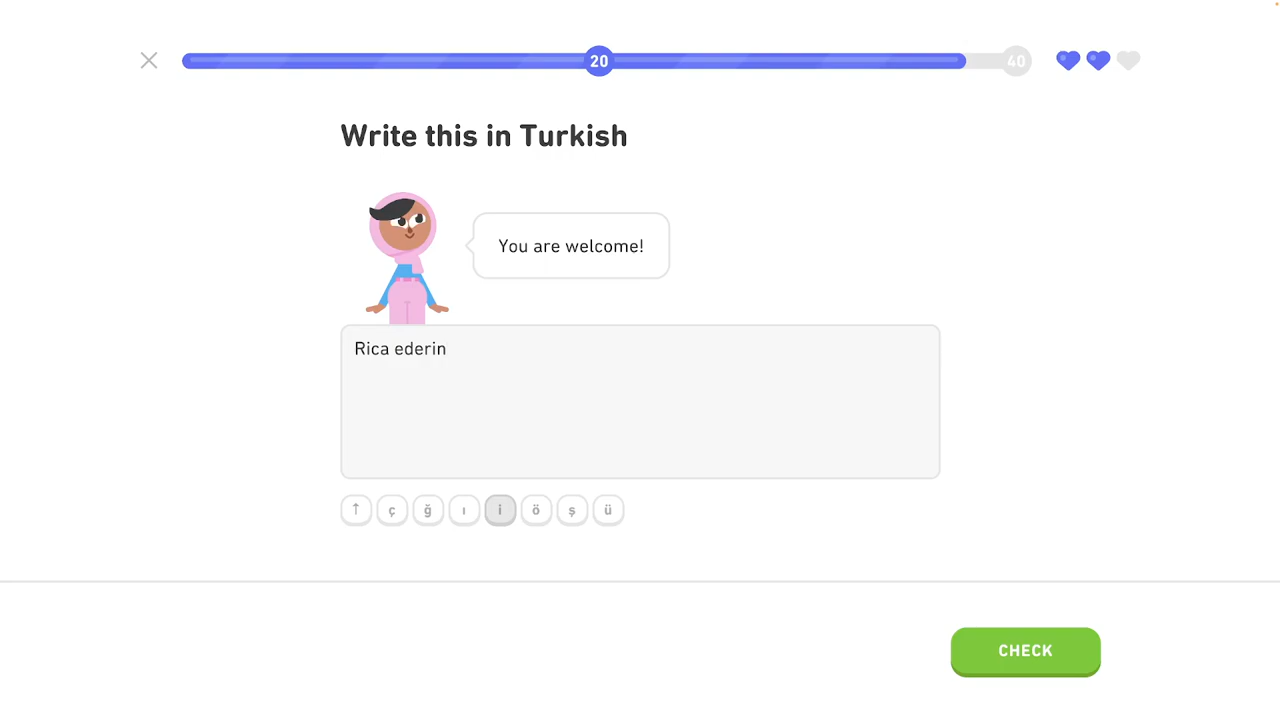 20
40
Write this in Turkish
You are welcome!
Rica ederin
↑ ç ğ ı i ö ş ü
CHECK